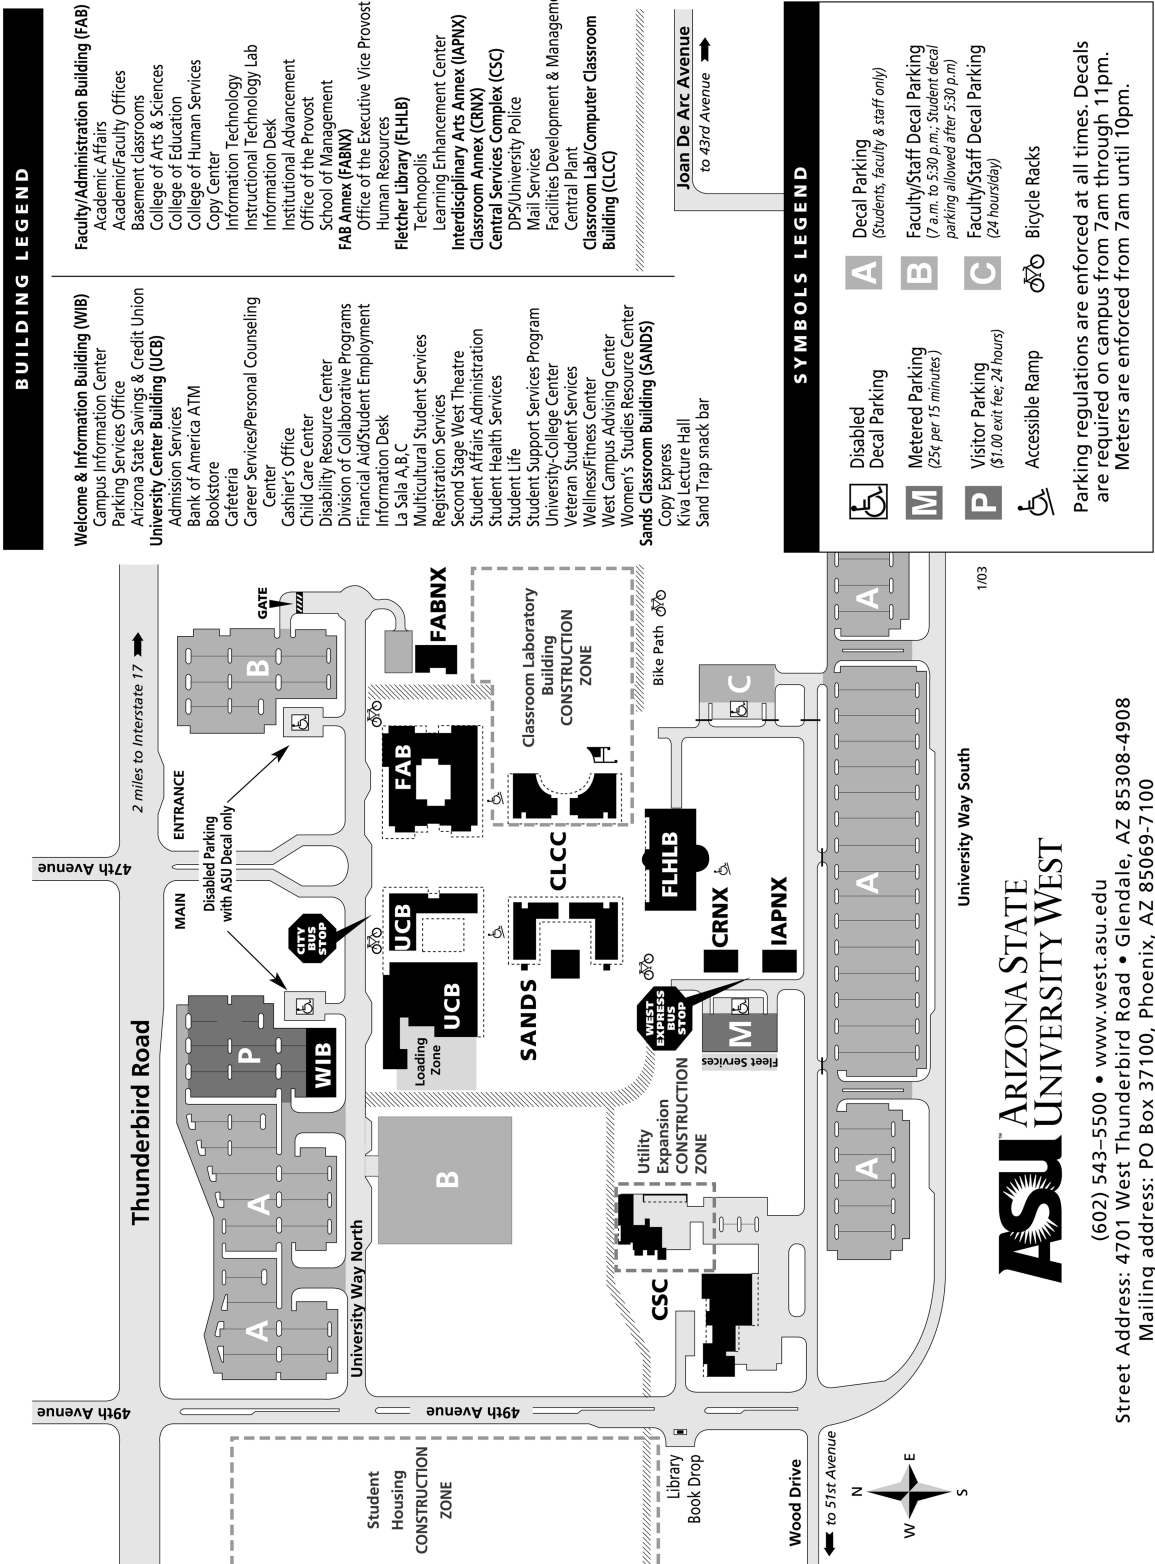 BUILDING LEGEND
Welcome & Information Building (WIB)
Campus Information Center
Parking Services Office
Arizona State Savings & Credit Union
University Center Building (UCB)
Admission Services
Bank of America ATM
Bookstore
Cafeteria
Career Services/Personal Counseling
Center
Cashier's Office
Child Care Center
Disability Resource Center
Division of Collaborative Programs
Financial Aid/Student Employment
Information Desk
La Sala A,B,C
Multicultural Student Services
Registration Services
Second Stage West Theatre
Student Affairs Administration
Student Health Services
Student Life
Student Support Services Program
University-College Center
Veteran Student Services
Wellness/Fitness Center
West Campus Advising Center
Women's Studies Resource Center
Sands Classroom Building (SANDS)
Copy Express
Kiva Lecture Hall
Sand Trap snack bar
Faculty/Administration Building (FAB)
Academic Affairs
Academic/Faculty Offices
Basement classrooms
College of Arts & Sciences
College of Education
College of Human Services
Copy Center
Information Technology
Instructional Technology Lab
Information Desk
Institutional Advancement
Office of the Provost
School of Management
FAB Annex (FABNX)
Office of the Executive Vice Provost
Human Resources
Fletcher Library (FLHLB)
Technopolis
Learning Enhancement Center
Interdisciplinary Arts Annex (IAPNX)
Classroom Annex (CRNX)
Central Services Complex (CSC)
DPS/University Police
Mail Services
Facilities Development &
Central Plant
Classroom Lab/Computer Classroom
Building (CLCC)
Joan De Arc Avenue
to 43rd Avenue
SYMBOLS LEGEND
Disabled
Decal Parking
M
Metered Parking
(25¢ per 15 minutes)
P
Visitor Parking
($1.00 exit fee; 24 hours)
Accessible Ramp
A
Decal Parking
(Students, faculty & staff only)
B
Faculty/Staff Decal Parking
(7 a.m. to 5:30 p.m.; Student decal
parking allowed after 5:30 p.m)
C
Faculty/Staff Decal Parking
(24 hours/day)
Bicycle Racks
Parking regulations are enforced at all times. Decals
are required on campus from 7am through 11pm.
Meters are enforced from 7am until 10pm.
1/03
49th Avenue
Thunderbird Road
47th Avenue
2 miles to Interstate 17
MAIN
ENTRANCE
Disabled Parking
with ASU Decal only
GATE
A
A
P
WIB
B
CITY
BUS
STOP
University Way North
B
Loading
Zone
UCB
UCB
FAB
FABNX
49th Avenue
Student
Housing
CONSTRUCTION
ZONE
SANDS
CLCC
Classroom Laboratory
Building
CONSTRUCTION
ZONE
Bike Path
Utility
Expansion
CONSTRUCTION
ZONE
WEST
EXPRESS
BUS
STOP
FLHLB
CSC
Library
Book Drop
Fleet Services
M
CRNX
IAPNX
C
Wood Drive
to 51st Avenue
A
A
A
University Way South
N
E
S
W
ASU™
ARIZONA STATE
UNIVERSITY WEST
(602) 543–5500 • www.west.asu.edu
Street Address: 4701 West Thunderbird Road • Glendale, AZ 85308-4908
Mailing address: PO Box 37100, Phoenix, AZ 85069-7100